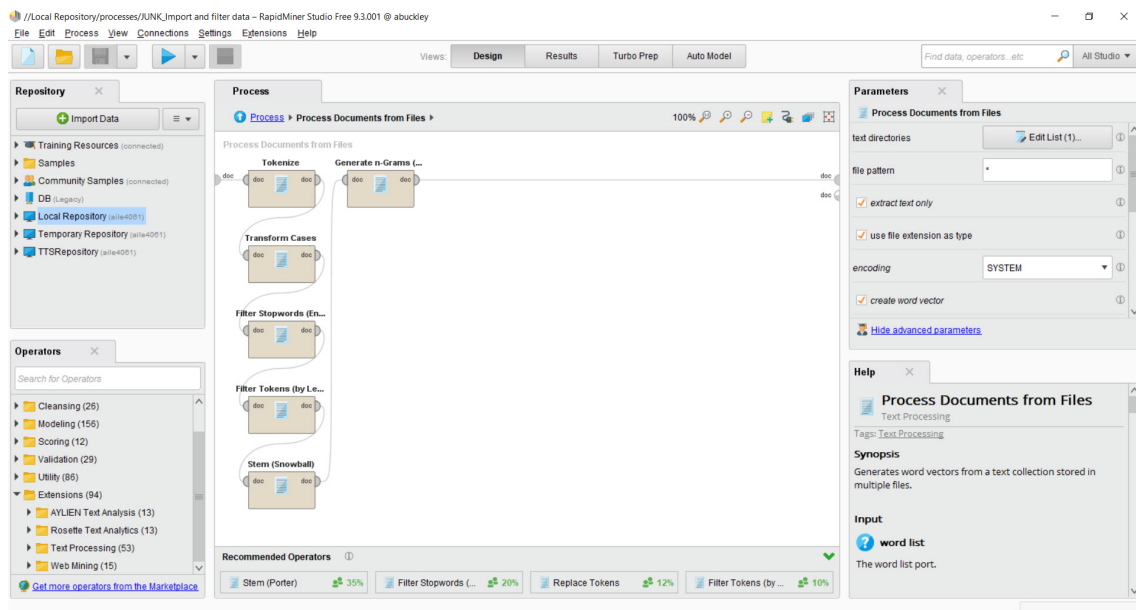 //Local Repository/processes/JUNK_Import and filter data – RapidMiner Studio Free 9.3.001 @ abuckley
File Edit Process View Connections Settings Extensions Help
Views: Design Results Turbo Prep Auto Model
Find data, operators...etc
All Studio
Repository
Import Data
Training Resources (connected)
Samples
Community Samples (connected)
DB (Legacy)
Local Repository (aile4061)
Temporary Repository (aile4061)
TTSRepository (aile4061)
Operators
Search for Operators
Cleansing (26)
Modeling (156)
Scoring (12)
Validation (29)
Utility (86)
Extensions (94)
AYLIEN Text Analysis (13)
Rosette Text Analytics (13)
Text Processing (53)
Web Mining (15)
Get more operators from the Marketplace
Process
Process Process Documents from Files
100%
Process Documents from Files
Tokenize
doc doc
Generate n-Grams (...
doc doc
doc
doc
doc
Transform Cases
doc doc
Filter Stopwords (En...
doc doc
Filter Tokens (by Le...
doc doc
Stem (Snowball)
doc doc
Recommended Operators
Stem (Porter) 35%
Filter Stopwords (... 20%
Replace Tokens 12%
Filter Tokens (by ... 10%
Parameters
Process Documents from Files
text directories Edit List (1)...
file pattern *
extract text only
use file extension as type
encoding SYSTEM
create word vector
Hide advanced parameters
Help
Process Documents from Files
Text Processing
Tags: Text Processing
Synopsis
Generates word vectors from a text collection stored in
multiple files.
Input
word list
The word list port.